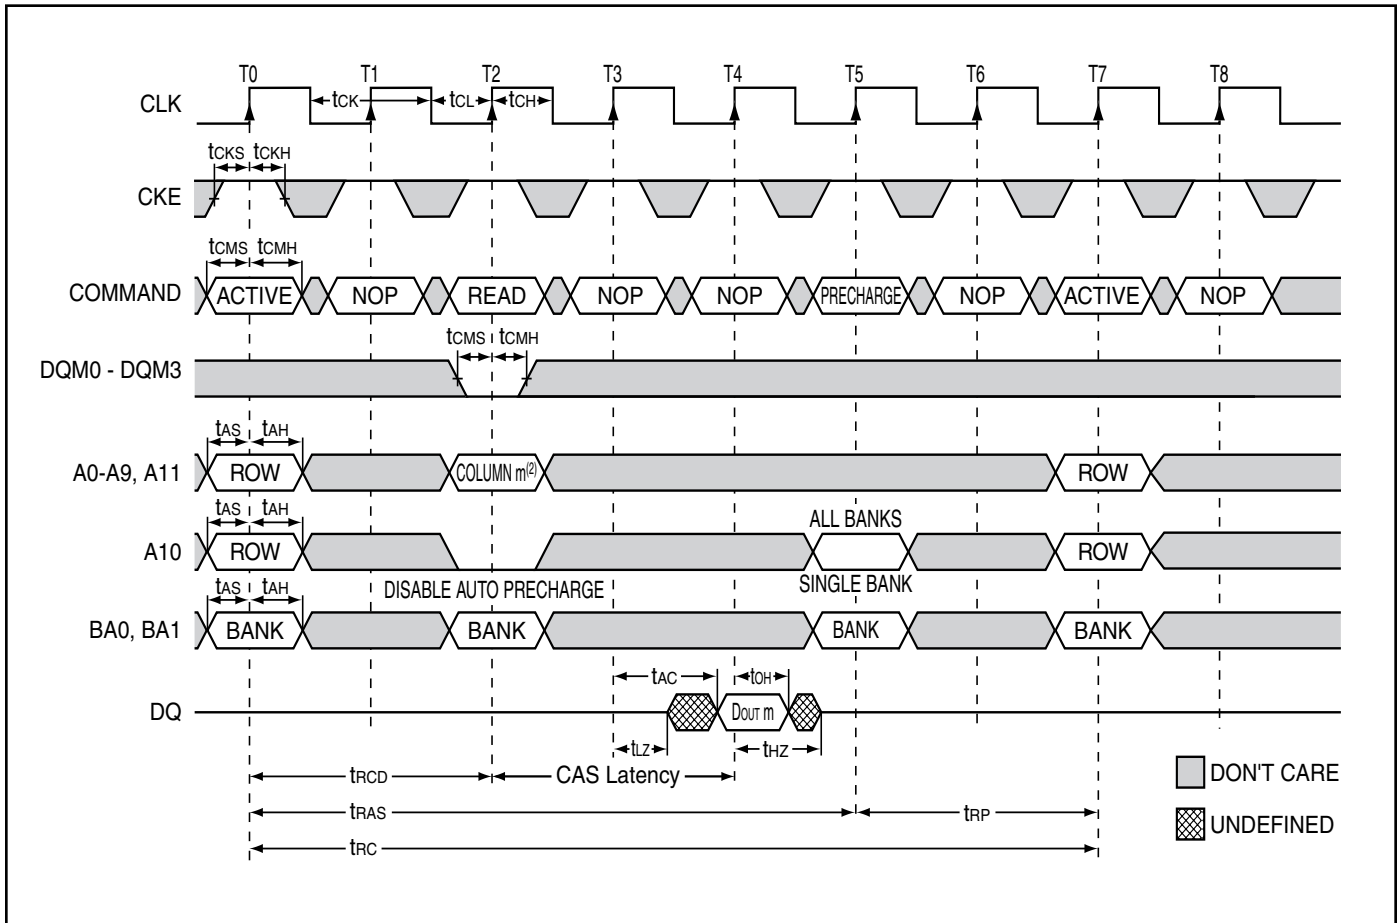 T0 T1 T2 T3 T4 T5 T6 T7 T8
CLK tCK tCL tCH
tCKS tCKH
CKE
tCMS tCMH
COMMAND ACTIVE NOP READ NOP NOP PRECHARGE NOP ACTIVE NOP
tCMS tCMH
DQM0 - DQM3
tAS tAH
A0-A9, A11 ROW COLUMN m(2) ROW
tAS tAH ALL BANKS
A10 ROW ROW
tAS tAH DISABLE AUTO PRECHARGE SINGLE BANK
BA0, BA1 BANK BANK BANK BANK
tAC tOH
DQ DOUT m
tLZ tHZ
tRCD CAS Latency DON'T CARE
tRAS tRP UNDEFINED
tRC